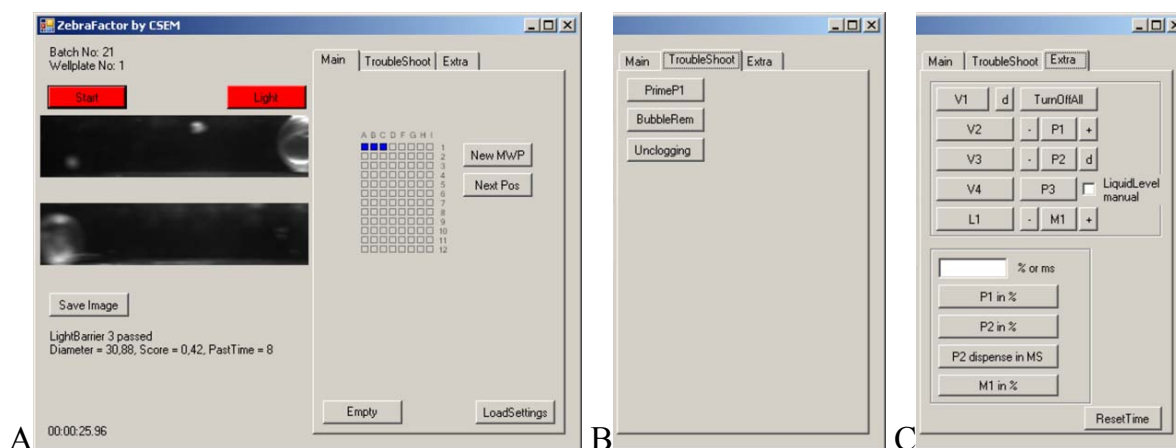 ZebraFactor by CSEM
Batch No: 21
Wellplate No: 1
Start
Light
Save Image
LightBarrier 3 passed
Diameter = 30,88, Score = 0,42, PastTime = 8
00:00:25.96
Main TroubleShoot Extra
A B C D F G H I
1
2
3
4
5
6
7
8
9
10
11
12
New MWP
Next Pos
Empty
LoadSettings
A
Main TroubleShoot Extra
PrimeP1
BubbleRem
Unclogging
B
Main TroubleShoot Extra
V1 d TurnOffAll
V2 - P1 +
V3 - P2 d
V4 P3 LiquidLevel
manual
L1 - M1 +
% or ms
P1 in %
P2 in %
P2 dispense in MS
M1 in %
ResetTime
C